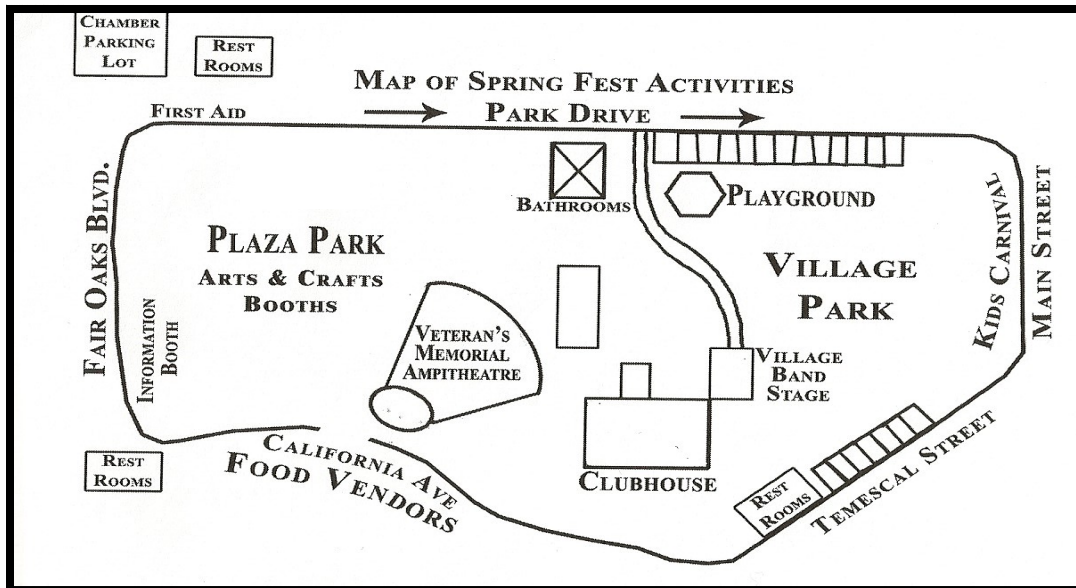 CHAMBER
PARKING
LOT
REST
ROOMS
MAP OF SPRING FEST ACTIVITIES
FIRST AID
PARK DRIVE
BATHROOMS
PLAYGROUND
FAIR OAKS BLVD.
PLAZA PARK
ARTS & CRAFTS
BOOTHS
VILLAGE
PARK
KIDS CARNIVAL
MAIN STREET
INFORMATION
BOOTH
VETERAN'S
MEMORIAL
AMPITHEATRE
VILLAGE
BAND
STAGE
REST
ROOMS
CALIFORNIA AVE
FOOD VENDORS
CLUBHOUSE
REST
ROOMS
TEMESCAL STREET